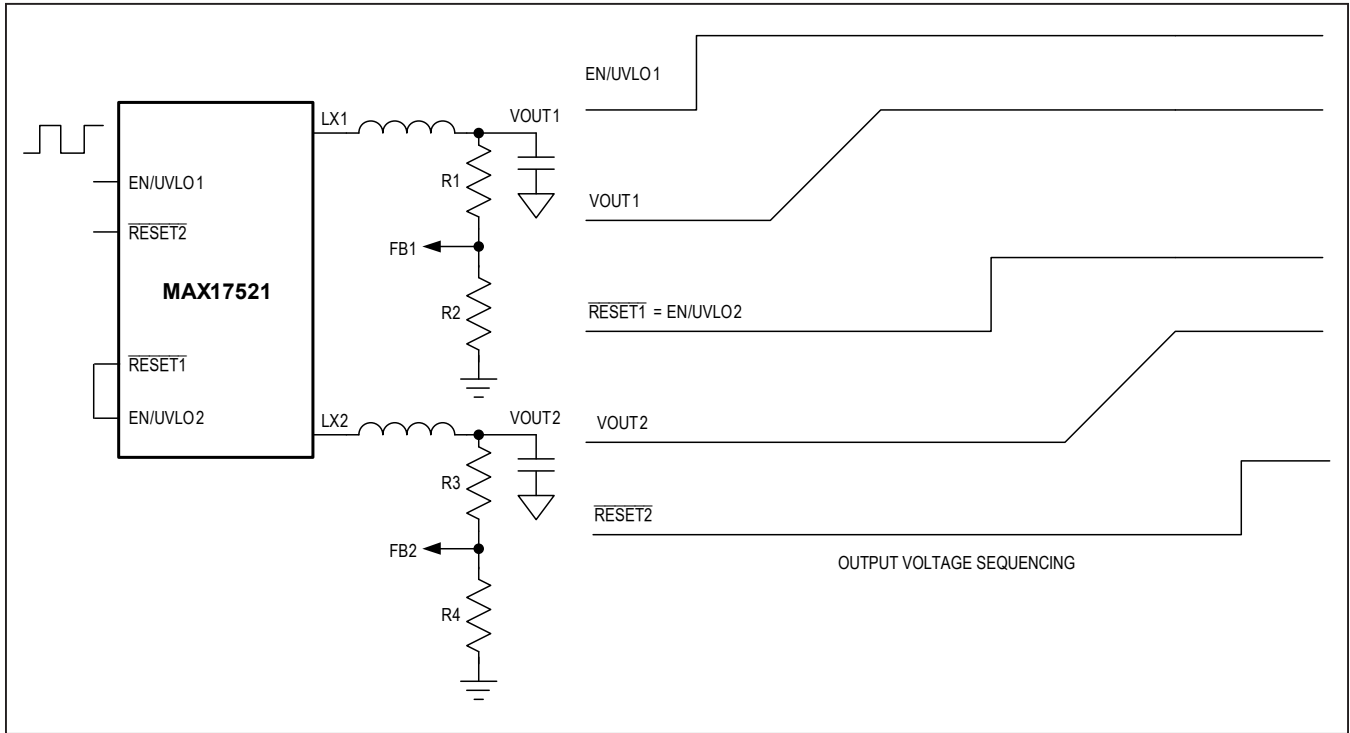 EN/UVLO1
RESET2
MAX17521
RESET1
EN/UVLO2
LX1
VOUT1
R1
FB1
R2
LX2
VOUT2
R3
FB2
R4
EN/UVLO1
VOUT1
RESET1 = EN/UVLO2
VOUT2
RESET2
OUTPUT VOLTAGE SEQUENCING